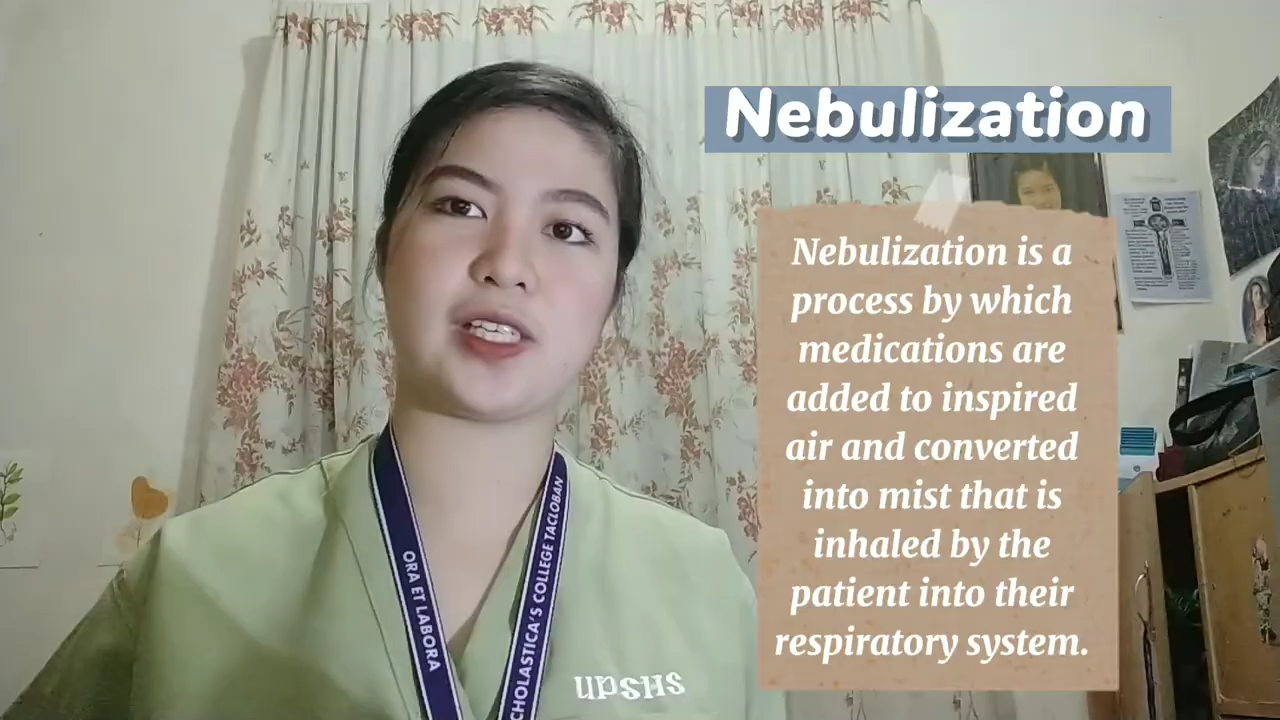 Nebulization
Nebulization is a
process by which
medications are
added to inspired
air and converted
into mist that is
inhaled by the
patient into their
respiratory system.
ORA ET LABORA
CHOLASTICA'S COLLEGE TACLOBAN
UPSHS